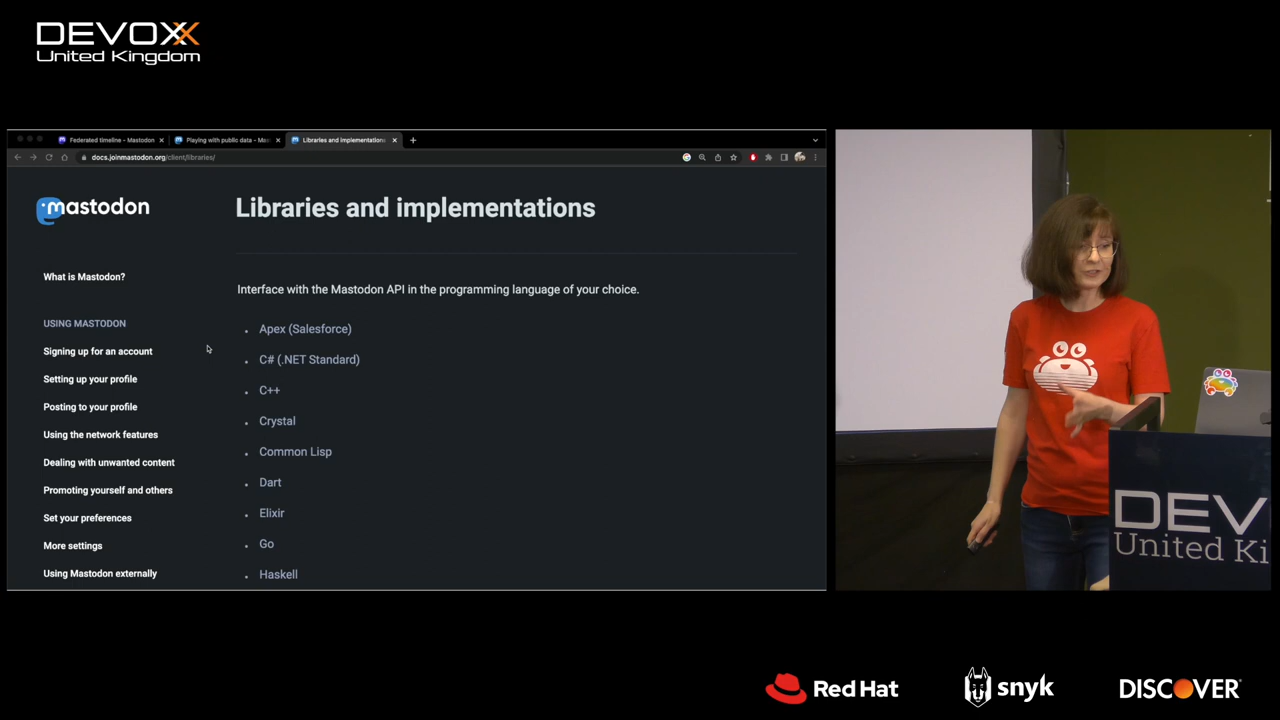 DEVOXX
United Kingdom
Federated timeline - Mastodon
Playing with public data - Mas
Libraries and implementations
docs.joinmastodon.org/client/libraries/
mastodon
Libraries and implementations
What is Mastodon?
Interface with the Mastodon API in the programming language of your choice.
USING MASTODON
Signing up for an account
Setting up your profile
Posting to your profile
Using the network features
Dealing with unwanted content
Promoting yourself and others
Set your preferences
More settings
Using Mastodon externally
Apex (Salesforce)
C# (.NET Standard)
C++
Crystal
Common Lisp
Dart
Elixir
Go
Haskell
DEV
United Ki
Red Hat
snyk
DISCOVER